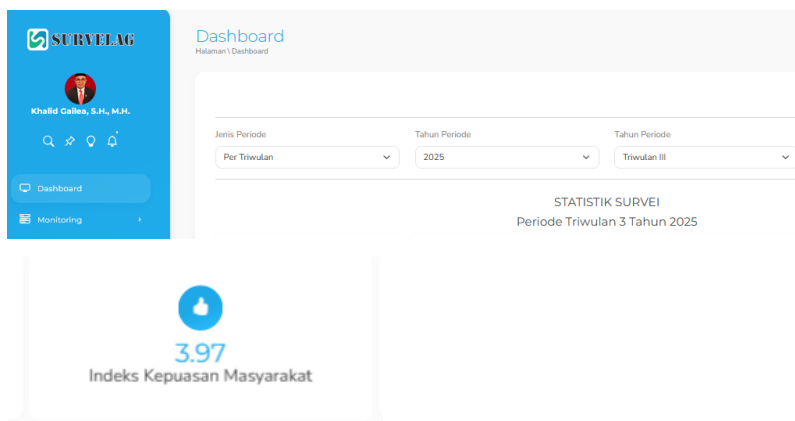 SURVELAG
Khalid Gailea, S.H., M.H.
Dashboard
Monitoring
Dashboard
Halaman \ Dashboard
Jenis Periode
Tahun Periode
Tahun Periode
Per Triwulan
2025
Triwulan III
STATISTIK SURVEI
Periode Triwulan 3 Tahun 2025
3.97
Indeks Kepuasan Masyarakat